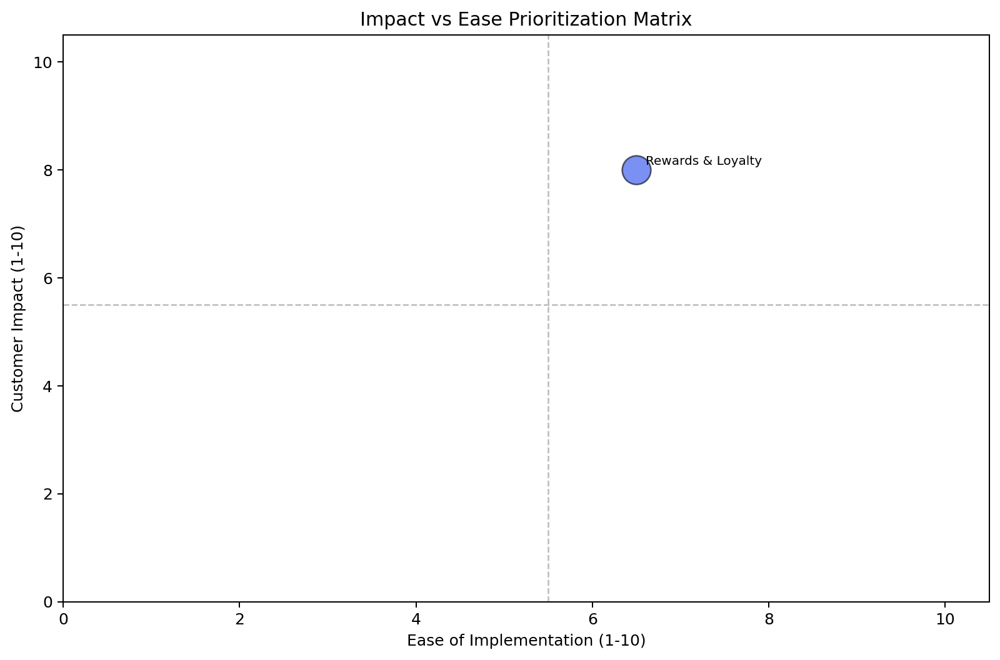 Impact vs Ease Prioritization Matrix
10
8
6
4
2
0
Customer Impact (1-10)
Rewards & Loyalty
0 2 4 6 8 10
Ease of Implementation (1-10)